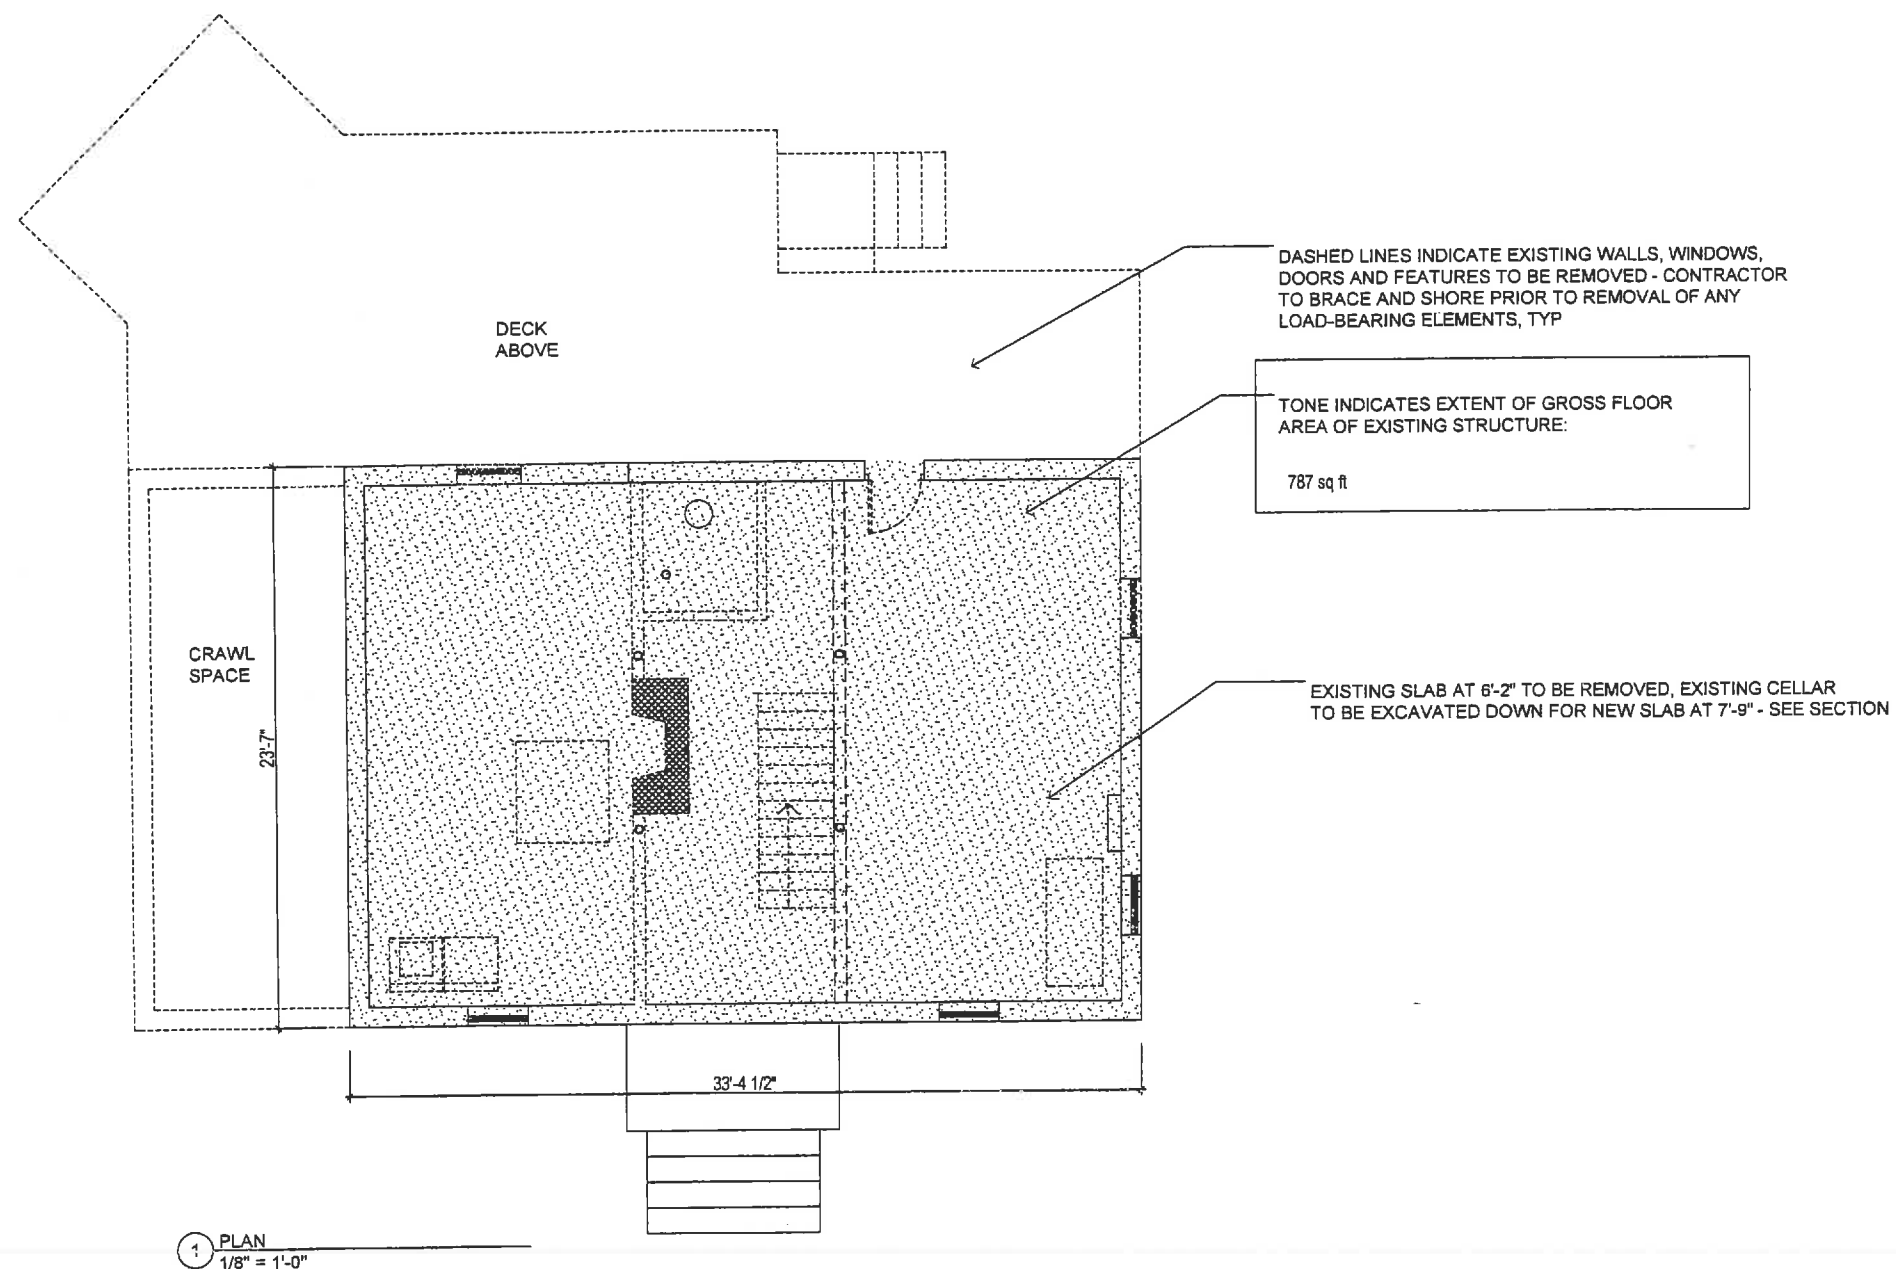 DASHED LINES INDICATE EXISTING WALLS, WINDOWS,
DOORS AND FEATURES TO BE REMOVED - CONTRACTOR
TO BRACE AND SHORE PRIOR TO REMOVAL OF ANY
LOAD-BEARING ELEMENTS, TYP
DECK
ABOVE
TONE INDICATES EXTENT OF GROSS FLOOR
AREA OF EXISTING STRUCTURE:
787 sq ft
CRAWL
SPACE
EXISTING SLAB AT 6'-2" TO BE REMOVED, EXISTING CELLAR
TO BE EXCAVATED DOWN FOR NEW SLAB AT 7'-9" - SEE SECTION
23'-7"
33'-4 1/2"
1 PLAN
1/8" = 1'-0"